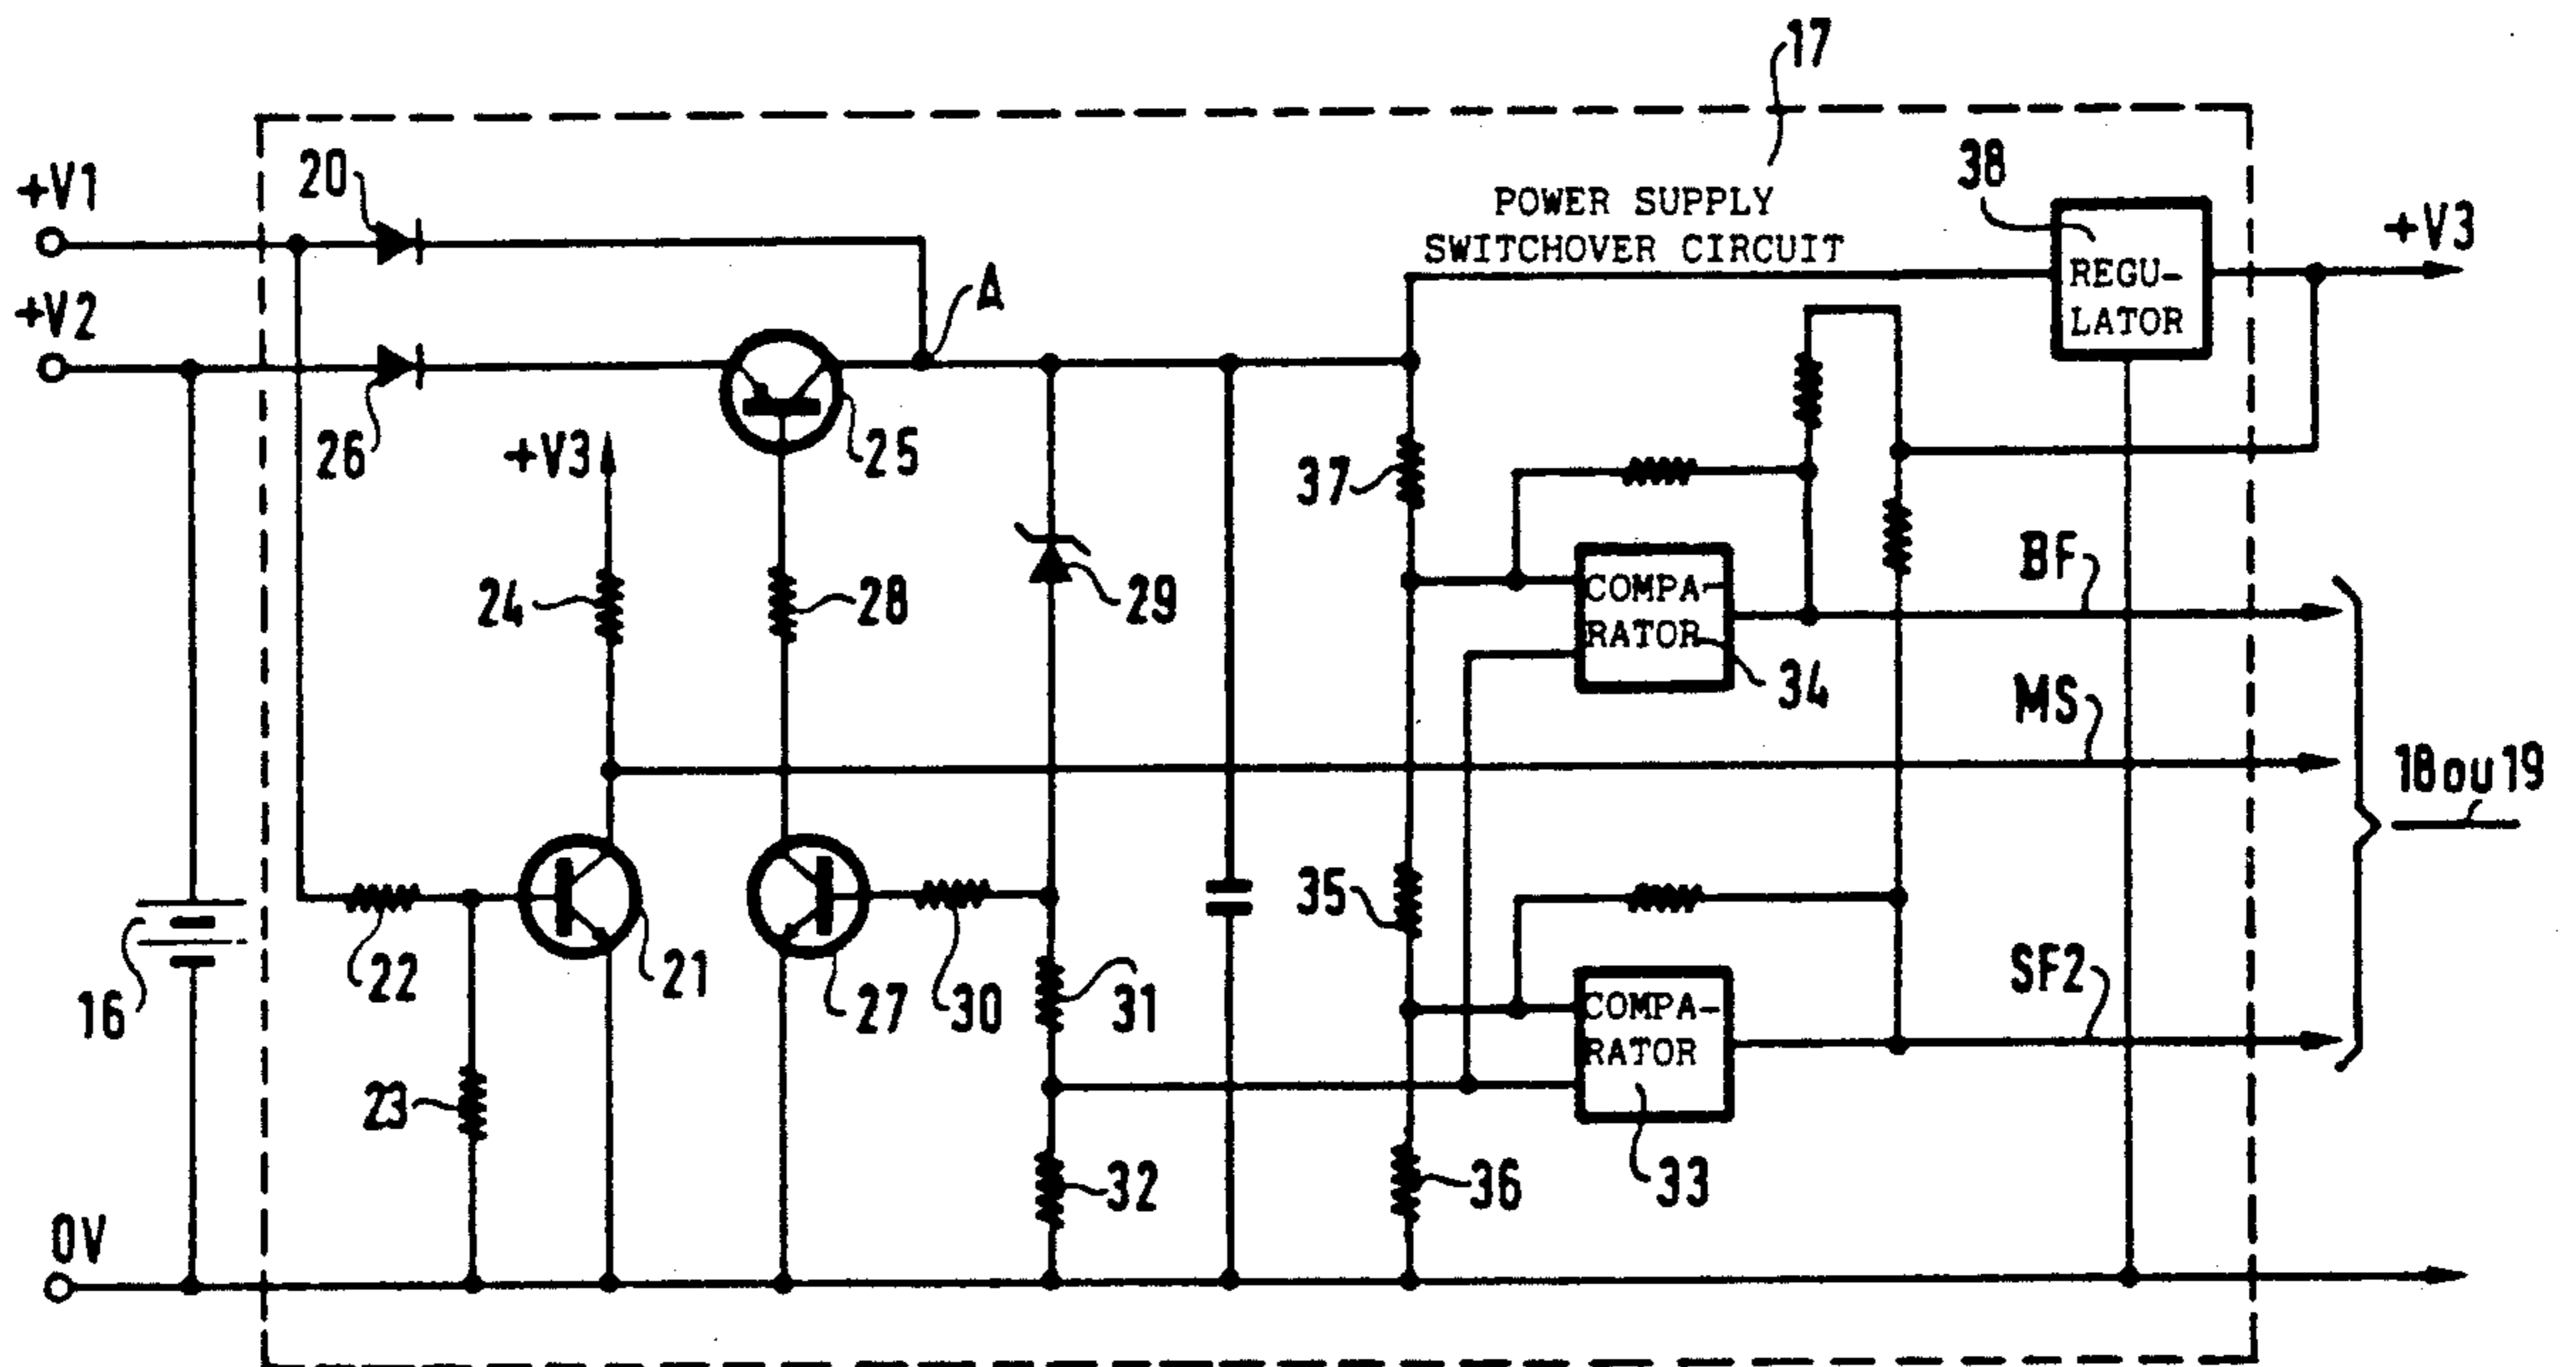 17
+V1
20
POWER SUPPLY
SWITCHOVER CIRCUIT
38
REGU-
LATOR
+V3
+V2
A
26
+V3
25
37
24
28
29
COMPA-
RATOR
34
BF
MS
18ou19
16
22
21
27
30
31
35
COMPA-
RATOR
33
SF2
23
32
36
0V